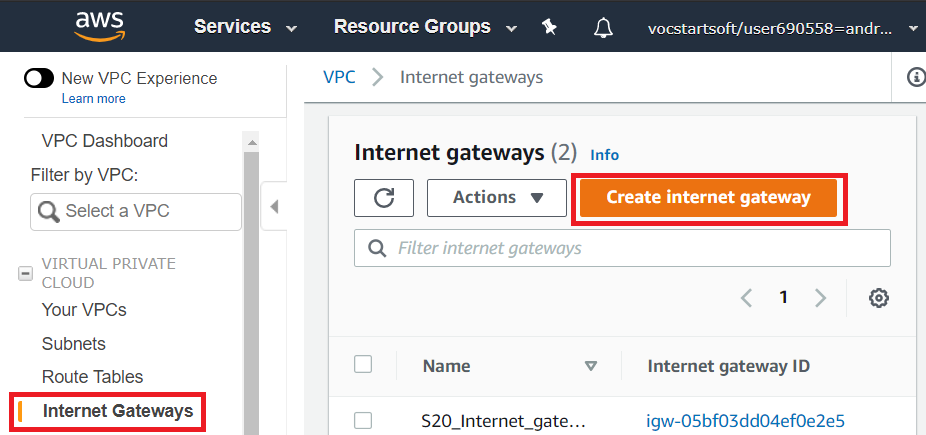 aws Services Resource Groups vocstartsoft/user690558=andr...
New VPC Experience
Learn more
VPC Dashboard
Filter by VPC:
Select a VPC
VIRTUAL PRIVATE
CLOUD
Your VPCs
Subnets
Route Tables
Internet Gateways
VPC > Internet gateways
Internet gateways (2) Info
Actions Create internet gateway
Filter internet gateways
1
Name Internet gateway ID
S20_Internet_gate... igw-05bf03dd04ef0e2e5